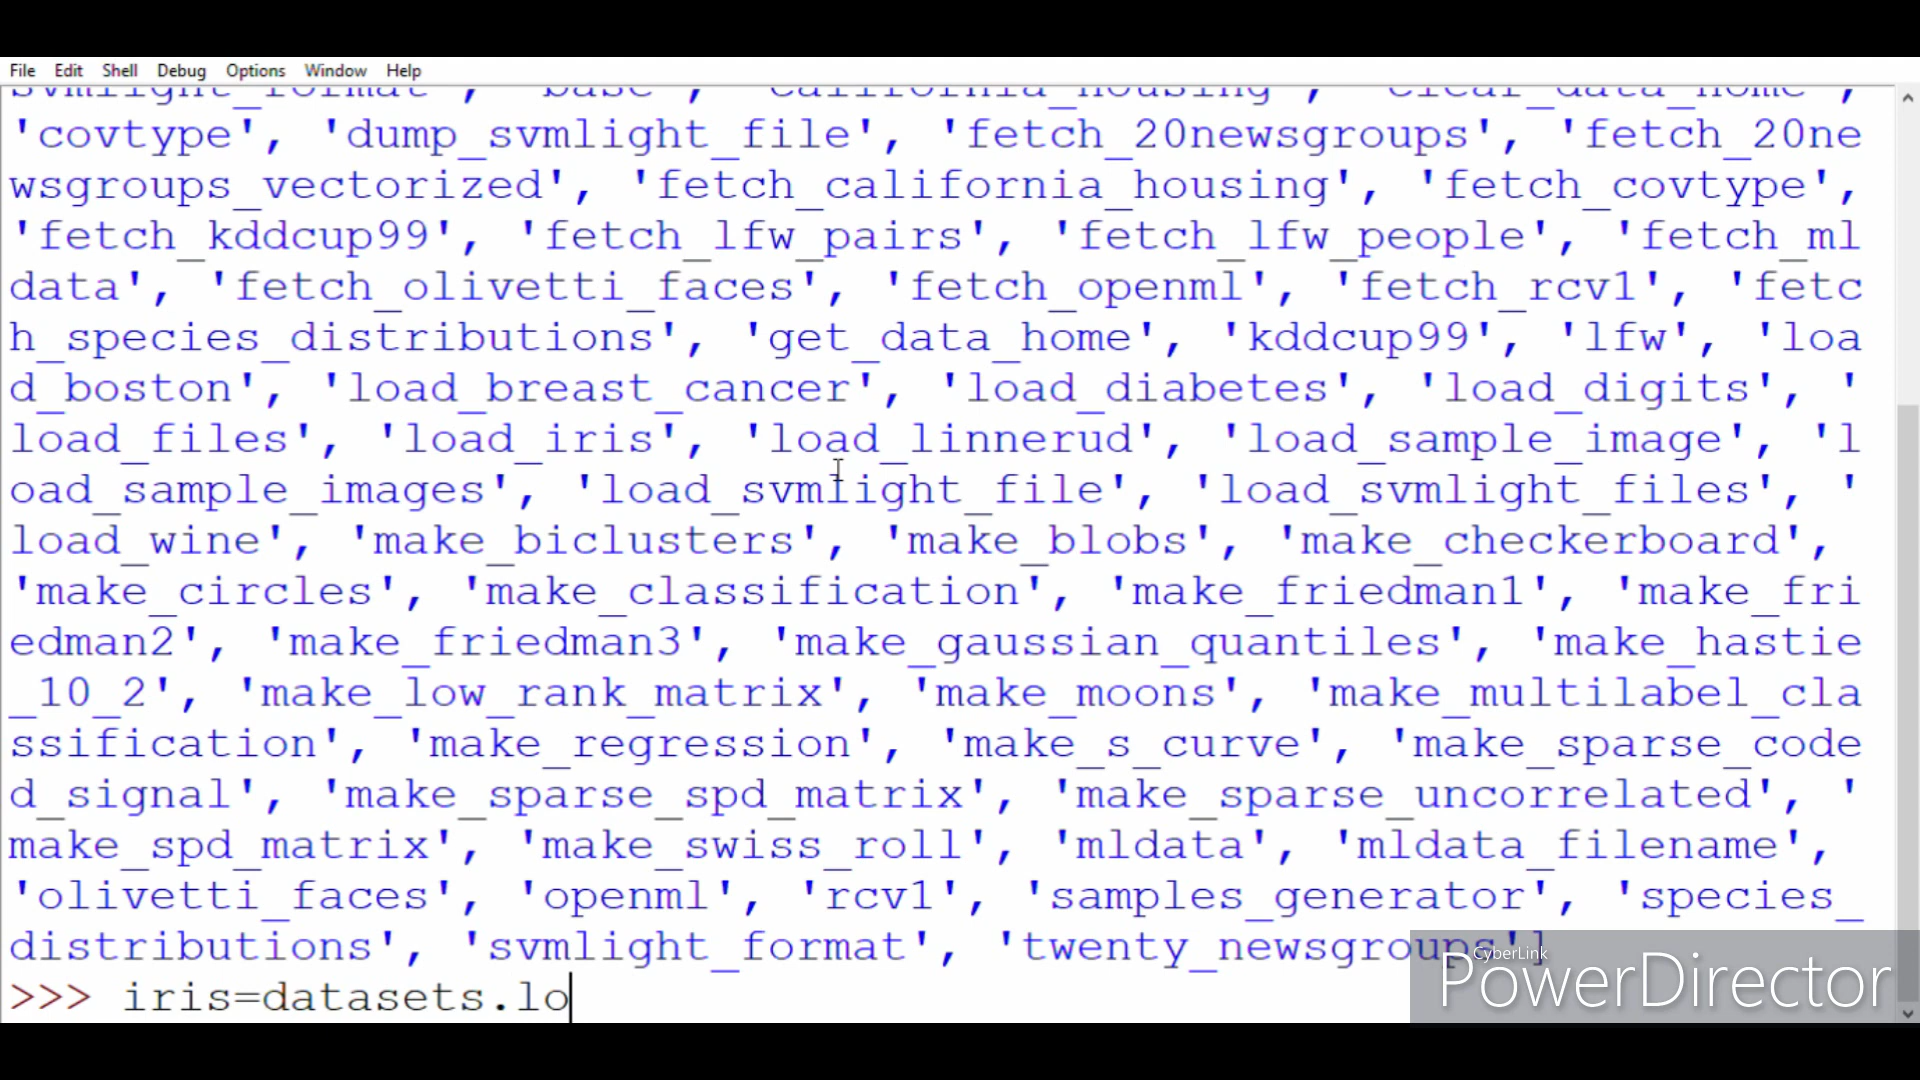 File Edit Shell Debug Options Window Help
svmlight_format', 'base', 'california_housing', 'clear_data_home',
'covtype', 'dump_svmlight_file', 'fetch_20newsgroups', 'fetch_20ne
wsgroups_vectorized', 'fetch_california_housing', 'fetch_covtype',
'fetch_kddcup99', 'fetch_lfw_pairs', 'fetch_lfw_people', 'fetch_ml
data', 'fetch_olivetti_faces', 'fetch_openml', 'fetch_rcv1', 'fetc
h_species_distributions', 'get_data_home', 'kddcup99', 'lfw', 'loa
d_boston', 'load_breast_cancer', 'load_diabetes', 'load_digits', '
load_files', 'load_iris', 'load_linnerud', 'load_sample_image', 'l
oad_sample_images', 'load_svmlight_file', 'load_svmlight_files', '
load_wine', 'make_biclusters', 'make_blobs', 'make_checkerboard',
'make_circles', 'make_classification', 'make_friedman1', 'make_fri
edman2', 'make_friedman3', 'make_gaussian_quantiles', 'make_hastie
_10_2', 'make_low_rank_matrix', 'make_moons', 'make_multilabel_cla
ssification', 'make_regression', 'make_s_curve', 'make_sparse_code
d_signal', 'make_sparse_spd_matrix', 'make_sparse_uncorrelated', '
make_spd_matrix', 'make_swiss_roll', 'mldata', 'mldata_filename',
'olivetti_faces', 'openml', 'rcv1', 'samples_generator', 'species_
distributions', 'svmlight_format', 'twenty_newsgroups']
>>> iris=datasets.lo
CyberLink
PowerDirector